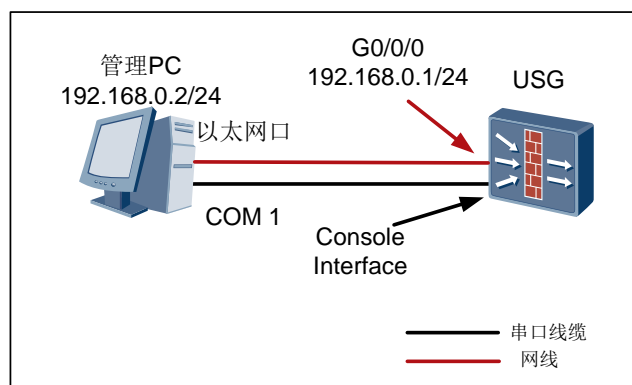 管理PC
192.168.0.2/24
以太网口
COM 1
G0/0/0
192.168.0.1/24
USG
Console
Interface
串口线缆
网线